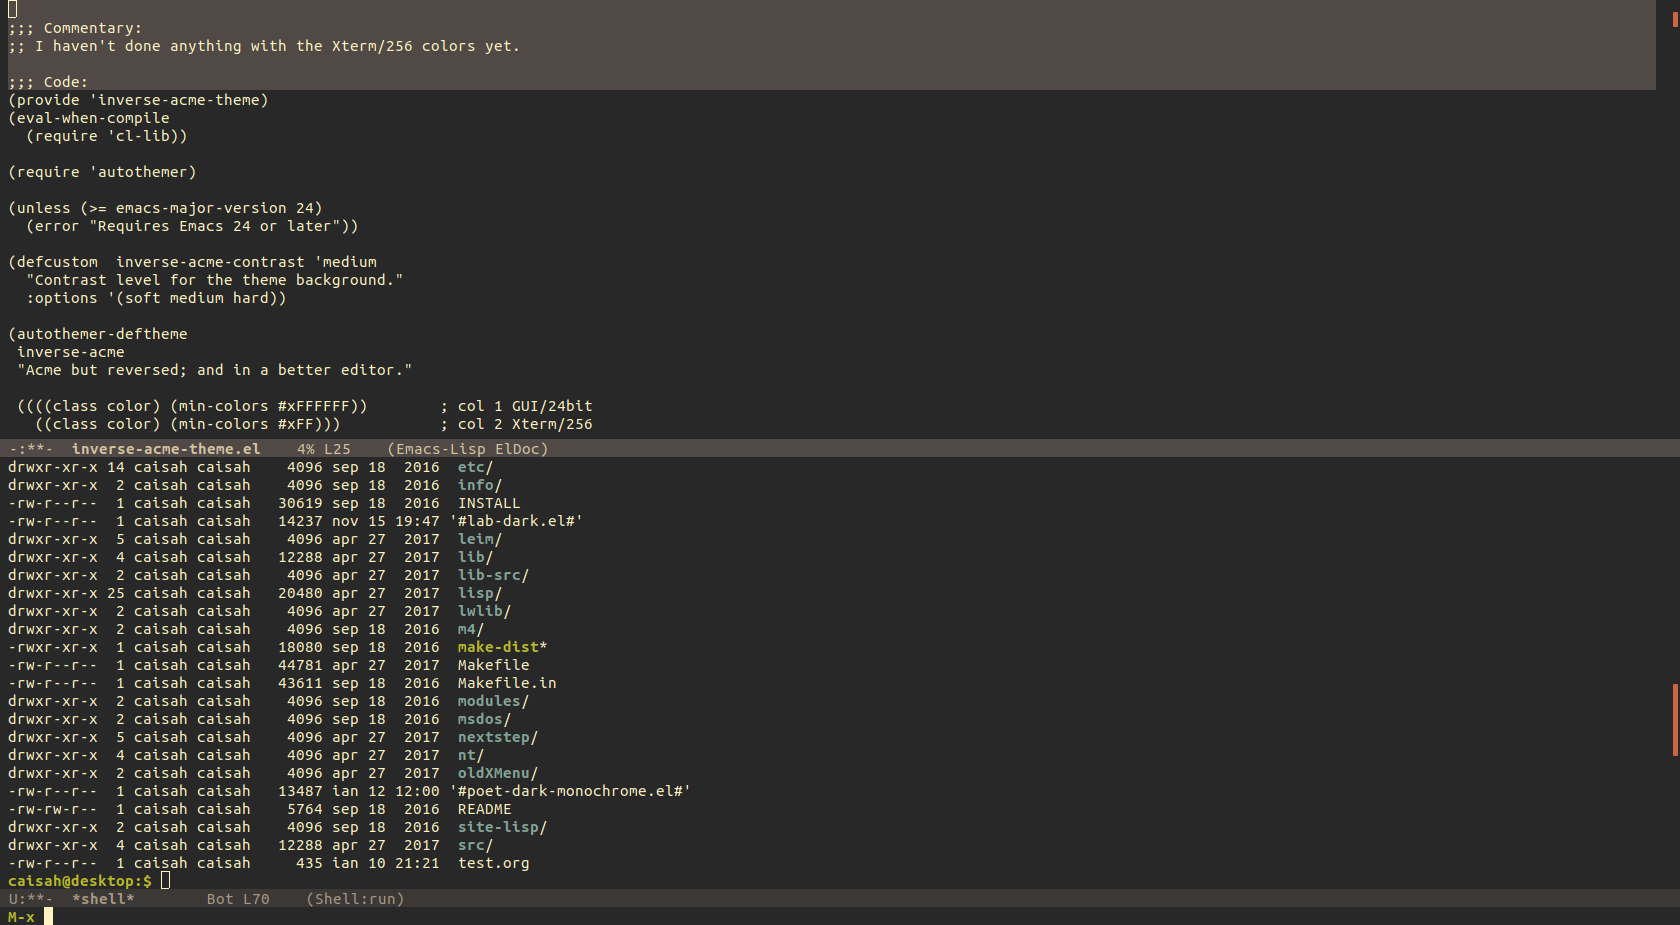 ;;; Commentary:
;; I haven't done anything with the Xterm/256 colors yet.
;;; Code:
(provide 'inverse-acme-theme)
(eval-when-compile
  (require 'cl-lib))
(require 'autothemer)
(unless (>= emacs-major-version 24)
  (error "Requires Emacs 24 or later"))
(defcustom  inverse-acme-contrast 'medium
  "Contrast level for the theme background."
  :options '(soft medium hard))
(autothemer-deftheme
 inverse-acme
 "Acme but reversed; and in a better editor."
 ((((class color) (min-colors #xFFFFFF))        ; col 1 GUI/24bit
   ((class color) (min-colors #xFF)))           ; col 2 Xterm/256
-:**-  inverse-acme-theme.el    4% L25    (Emacs-Lisp ElDoc)
drwxr-xr-x 14 caisah caisah    4096 sep 18  2016  etc/
drwxr-xr-x  2 caisah caisah    4096 sep 18  2016  info/
-rw-r--r--  1 caisah caisah   30619 sep 18  2016  INSTALL
-rw-r--r--  1 caisah caisah   14237 nov 15 19:47 '#lab-dark.el#'
drwxr-xr-x  5 caisah caisah    4096 apr 27  2017  leim/
drwxr-xr-x  4 caisah caisah   12288 apr 27  2017  lib/
drwxr-xr-x  2 caisah caisah    4096 apr 27  2017  lib-src/
drwxr-xr-x 25 caisah caisah   20480 apr 27  2017  lisp/
drwxr-xr-x  2 caisah caisah    4096 apr 27  2017  lwlib/
drwxr-xr-x  2 caisah caisah    4096 sep 18  2016  m4/
-rwxr-xr-x  1 caisah caisah   18080 sep 18  2016  make-dist*
-rw-r--r--  1 caisah caisah   44781 apr 27  2017  Makefile
-rw-r--r--  1 caisah caisah   43611 sep 18  2016  Makefile.in
drwxr-xr-x  2 caisah caisah    4096 sep 18  2016  modules/
drwxr-xr-x  2 caisah caisah    4096 sep 18  2016  msdos/
drwxr-xr-x  5 caisah caisah    4096 apr 27  2017  nextstep/
drwxr-xr-x  4 caisah caisah    4096 apr 27  2017  nt/
drwxr-xr-x  2 caisah caisah    4096 apr 27  2017  oldXMenu/
-rw-r--r--  1 caisah caisah   13487 ian 12 12:00 '#poet-dark-monochrome.el#'
-rw-rw-r--  1 caisah caisah    5764 sep 18  2016  README
drwxr-xr-x  2 caisah caisah    4096 sep 18  2016  site-lisp/
drwxr-xr-x  4 caisah caisah   12288 apr 27  2017  src/
-rw-r--r--  1 caisah caisah     435 ian 10 21:21  test.org
caisah@desktop:$
U:**-  *shell*        Bot L70    (Shell:run)
M-x